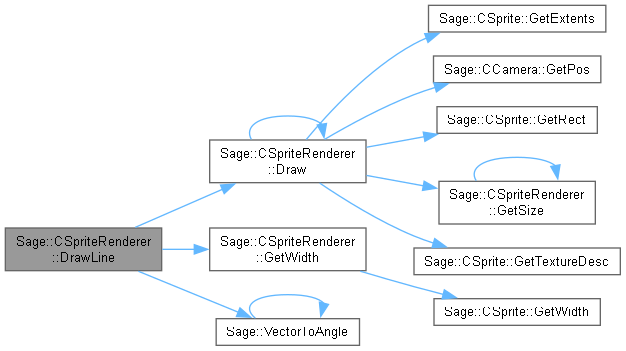 Sage::CSprite::GetExtents
Sage::CCamera::GetPos
Sage::CSprite::GetRect
Sage::CSpriteRenderer
::Draw
Sage::CSpriteRenderer
::GetSize
Sage::CSpriteRenderer
::DrawLine
Sage::CSpriteRenderer
::GetWidth
Sage::CSprite::GetTextureDesc
Sage::CSprite::GetWidth
Sage::VectorToAngle